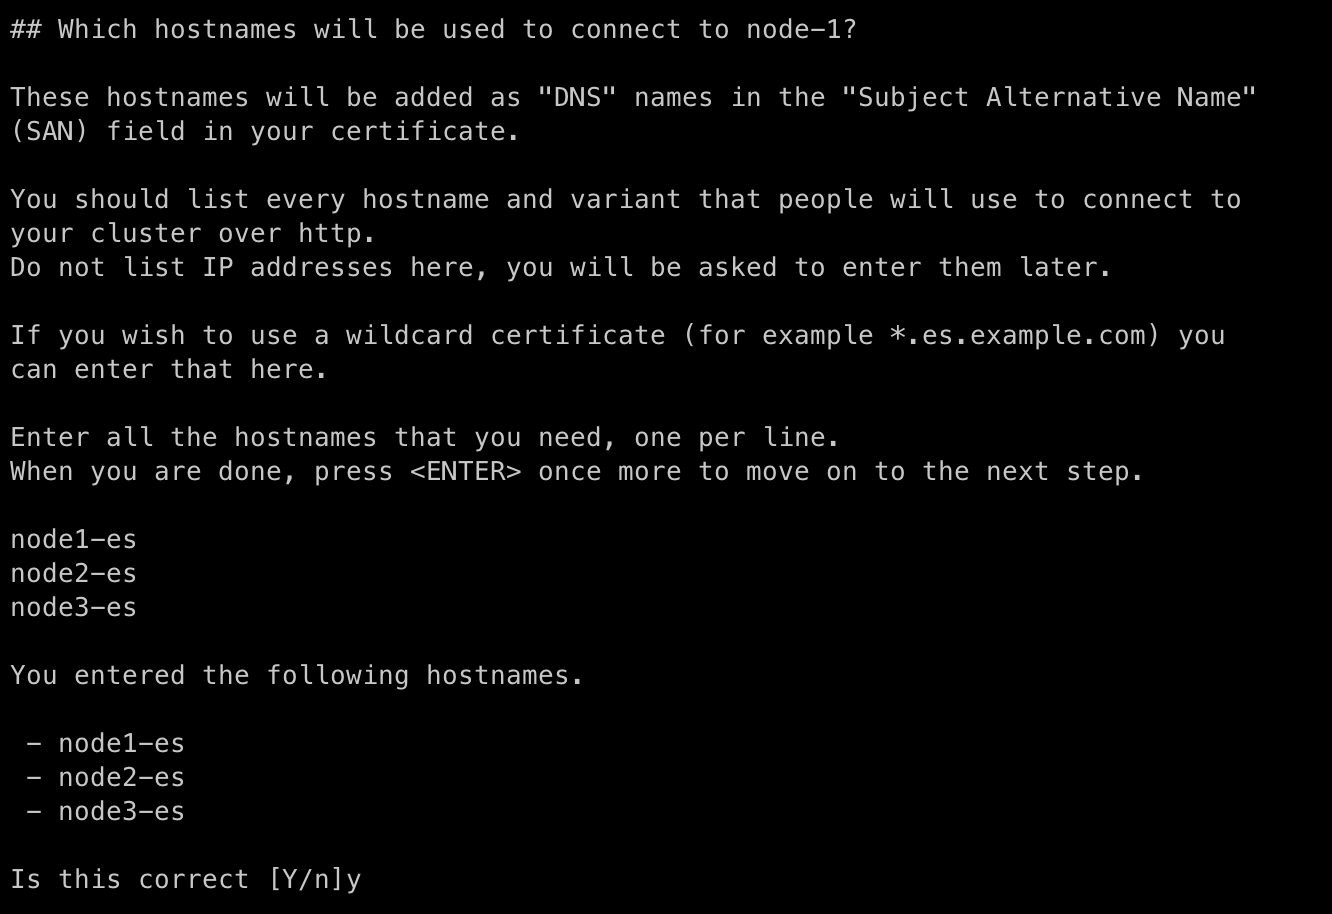 ## Which hostnames will be used to connect to node-1?
These hostnames will be added as "DNS" names in the "Subject Alternative Name"
(SAN) field in your certificate.
You should list every hostname and variant that people will use to connect to
your cluster over http.
Do not list IP addresses here, you will be asked to enter them later.
If you wish to use a wildcard certificate (for example *.es.example.com) you
can enter that here.
Enter all the hostnames that you need, one per line.
When you are done, press <ENTER> once more to move on to the next step.
node1-es
node2-es
node3-es
You entered the following hostnames.
- node1-es
- node2-es
- node3-es
Is this correct [Y/n]y